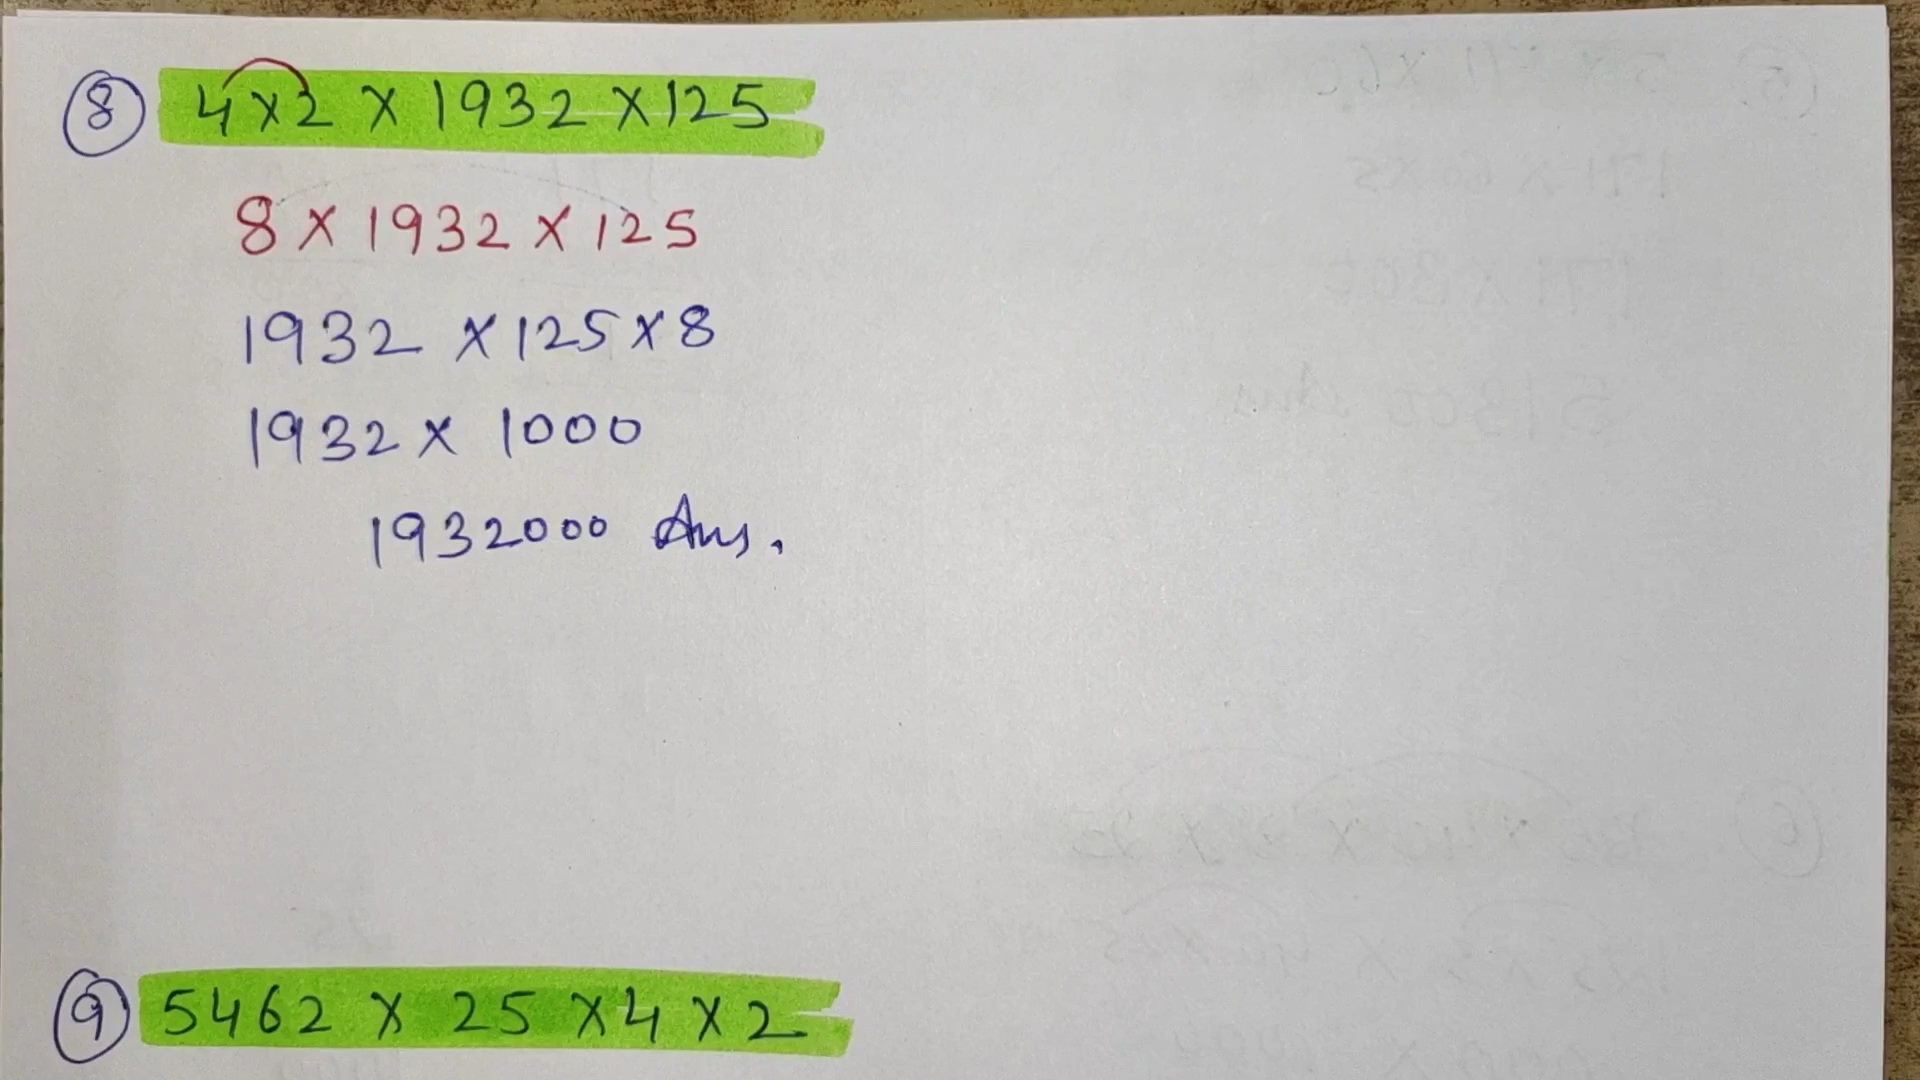 8 4×2 × 1932 ×125
8 × 1932 × 125
1932 ×125×8
1932 × 1000
1932000 Ans.
9 5462 × 25 ×4 ×2